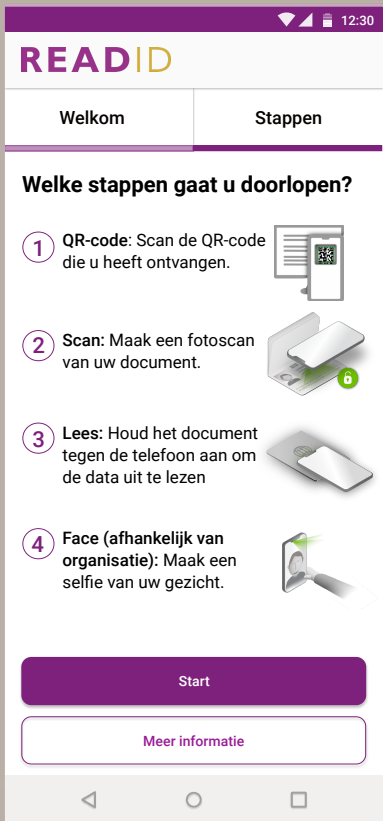 12:30
READID
Welkom
Stappen
Welke stappen gaat u doorlopen?
1
QR-code: Scan de QR-code
die u heeft ontvangen.
2
Scan: Maak een fotoscan
van uw document.
3
Lees: Houd het document
tegen de telefoon aan om
de data uit te lezen
4
Face (afhankelijk van
organisatie): Maak een
selfie van uw gezicht.
Start
Meer informatie